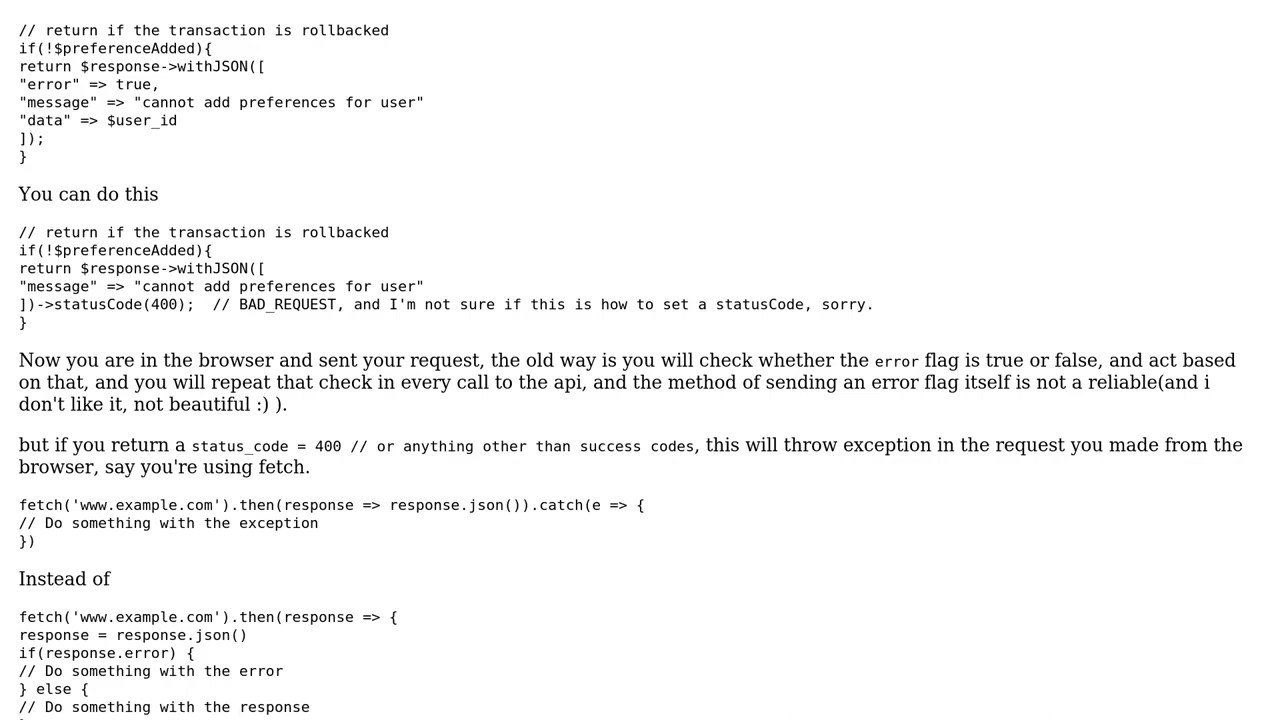 // return if the transaction is rollbacked
if(!$preferenceAdded){
return $response->withJSON([
"error" => true,
"message" => "cannot add preferences for user"
"data" => $user_id
]);
}
You can do this
// return if the transaction is rollbacked
if(!$preferenceAdded){
return $response->withJSON([
"message" => "cannot add preferences for user"
])->statusCode(400);  // BAD_REQUEST, and I'm not sure if this is how to set a statusCode, sorry.
}
Now you are in the browser and sent your request, the old way is you will check whether the error flag is true or false, and act based
on that, and you will repeat that check in every call to the api, and the method of sending an error flag itself is not a reliable(and i
don't like it, not beautiful :) ).
but if you return a status_code = 400 // or anything other than success codes, this will throw exception in the request you made from the
browser, say you're using fetch.
fetch('www.example.com').then(response => response.json()).catch(e => {
// Do something with the exception
})
Instead of
fetch('www.example.com').then(response => {
response = response.json()
if(response.error) {
// Do something with the error
} else {
// Do something with the response